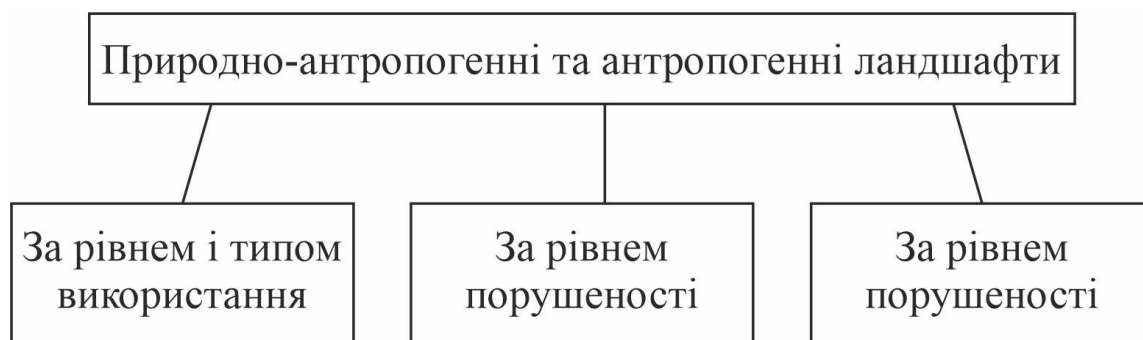 Природно-антропогенні та антропогенні ландшафти
За рівнем і типом
використання
За рівнем
порушеності
За рівнем
порушеності